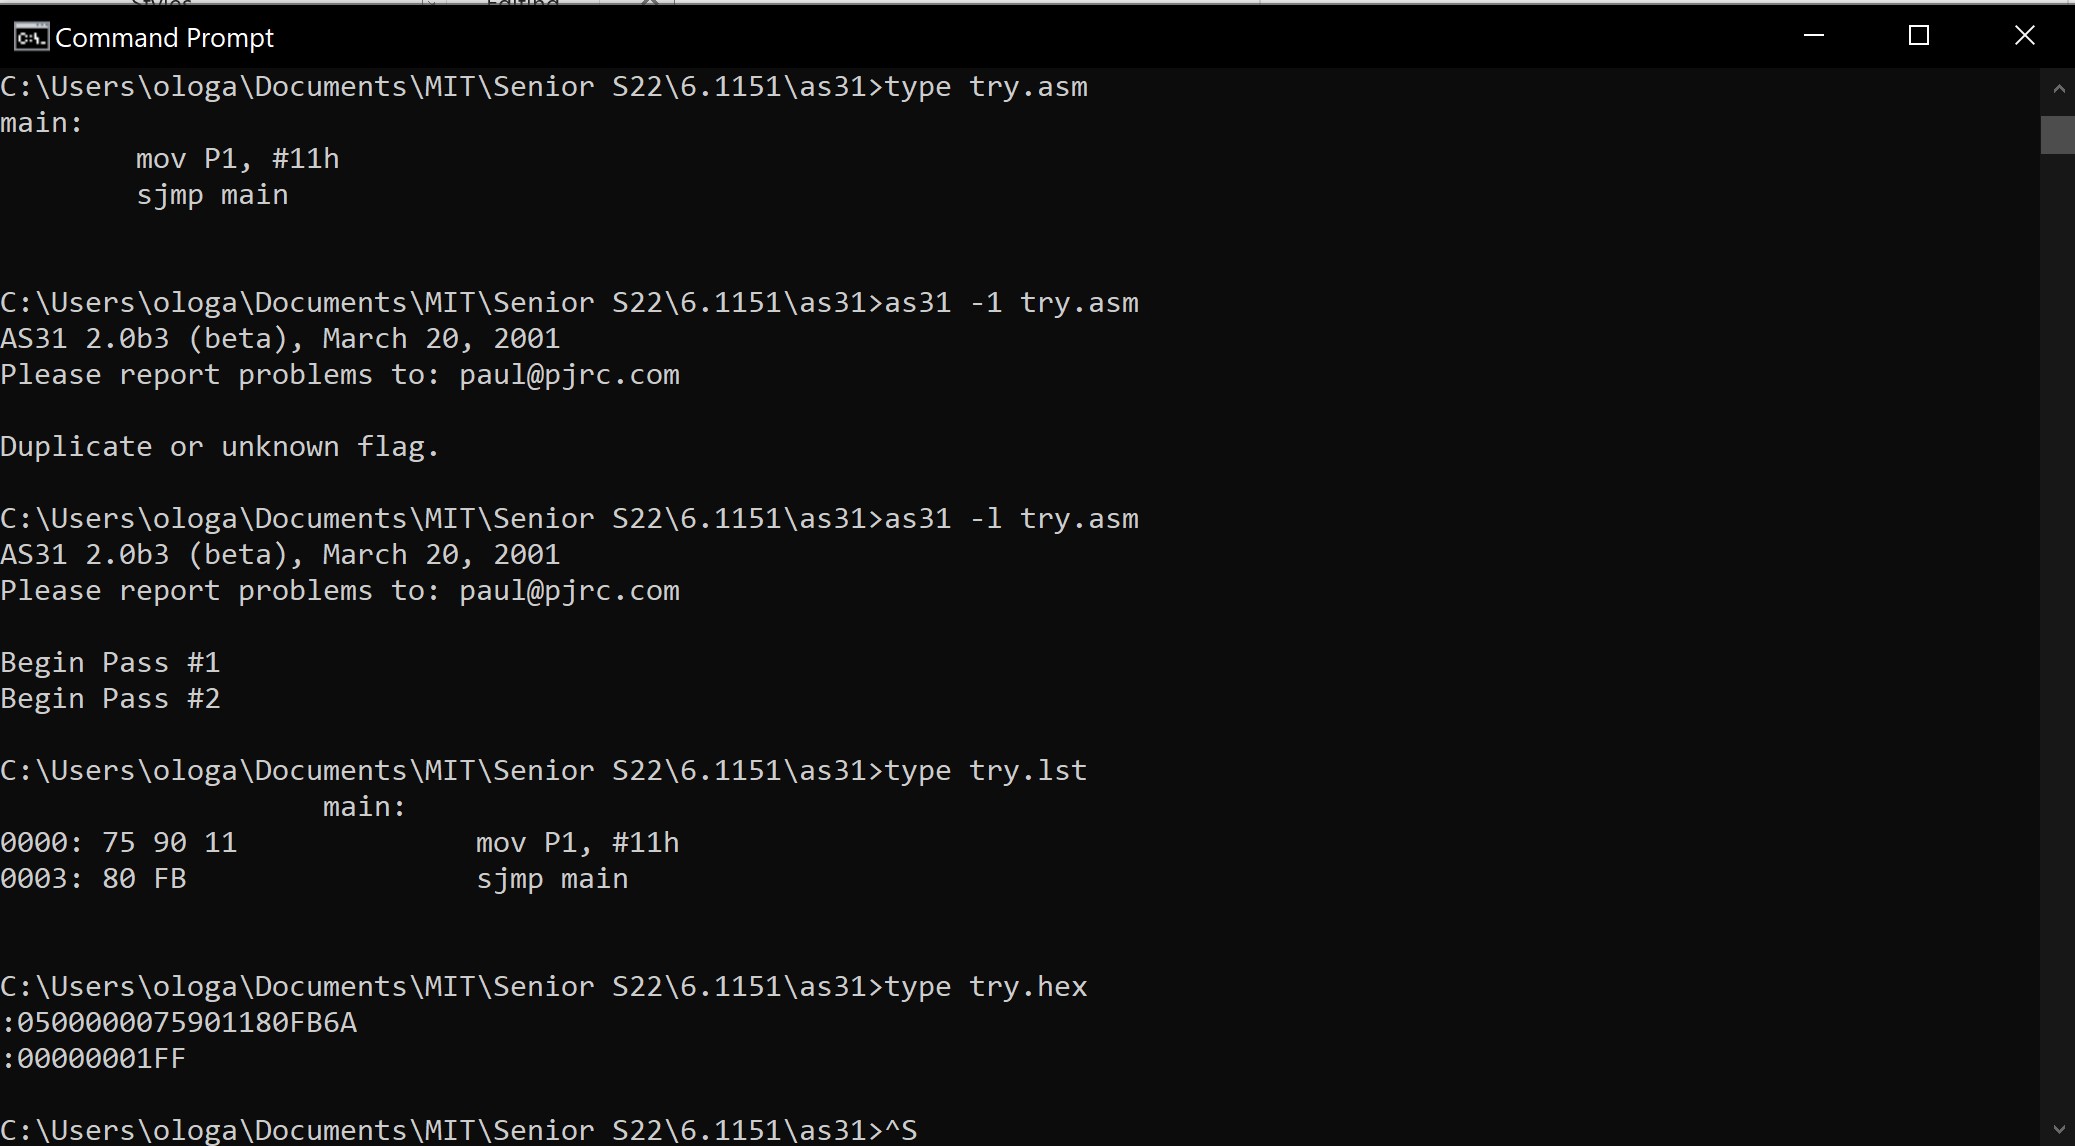 Styles
Editing
Command Prompt
C:\Users\ologa\Documents\MIT\Senior S22\6.1151\as31>type try.asm
main:
        mov P1, #11h
        sjmp main
C:\Users\ologa\Documents\MIT\Senior S22\6.1151\as31>as31 -1 try.asm
AS31 2.0b3 (beta), March 20, 2001
Please report problems to: paul@pjrc.com
Duplicate or unknown flag.
C:\Users\ologa\Documents\MIT\Senior S22\6.1151\as31>as31 -l try.asm
AS31 2.0b3 (beta), March 20, 2001
Please report problems to: paul@pjrc.com
Begin Pass #1
Begin Pass #2
C:\Users\ologa\Documents\MIT\Senior S22\6.1151\as31>type try.lst
                   main:
0000: 75 90 11              mov P1, #11h
0003: 80 FB                 sjmp main
C:\Users\ologa\Documents\MIT\Senior S22\6.1151\as31>type try.hex
:0500000075901180FB6A
:00000001FF
C:\Users\ologa\Documents\MIT\Senior S22\6.1151\as31>^S